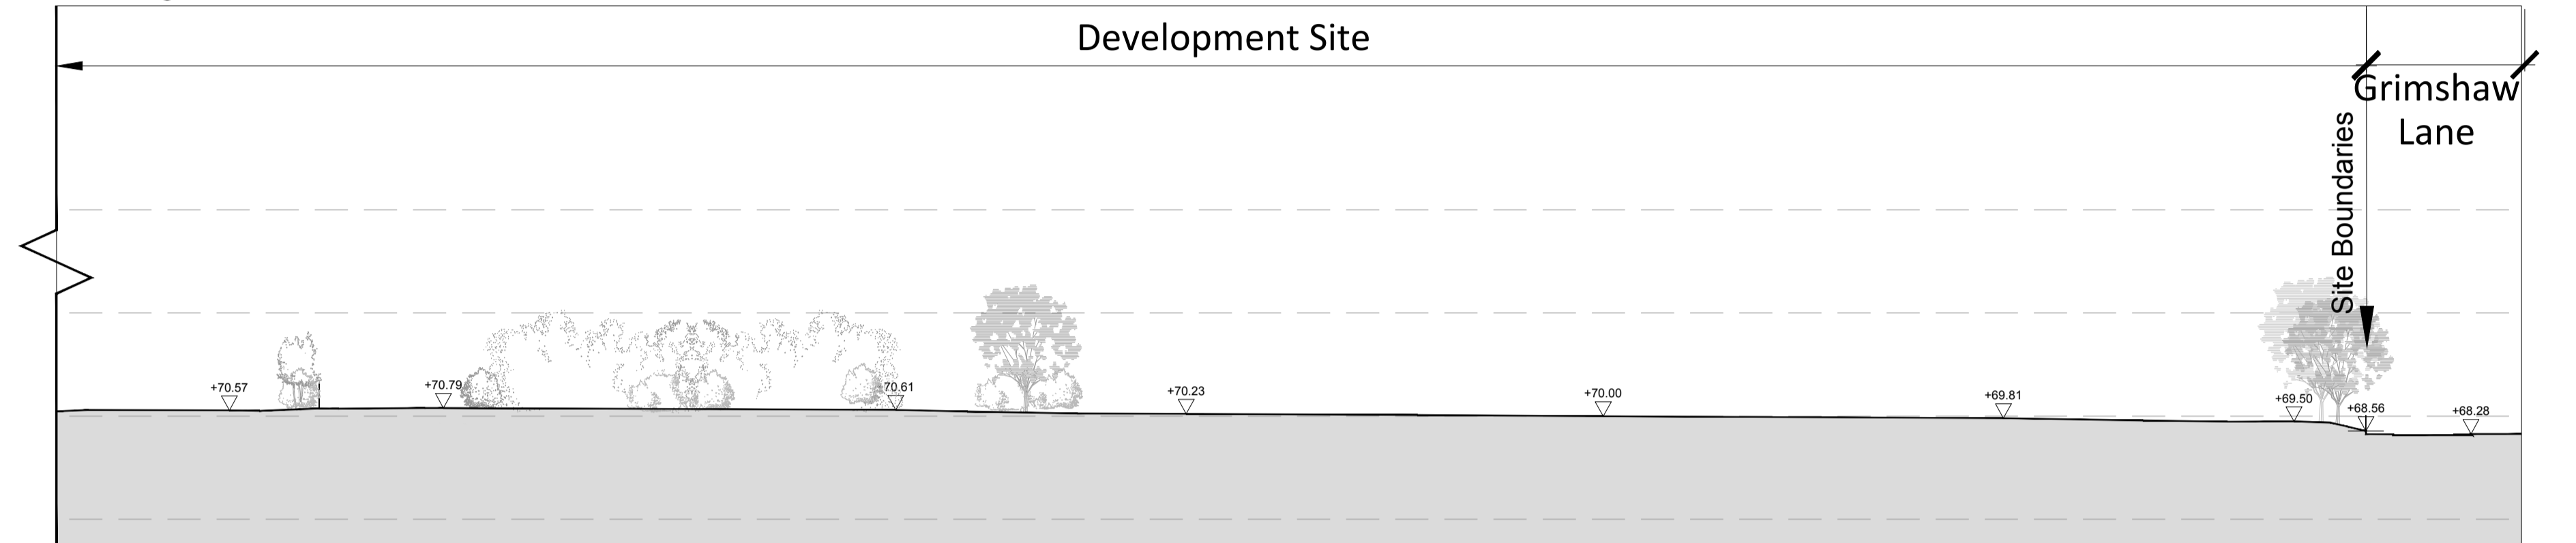 Development Site
Grimshaw
Lane
Site Boundaries
+70.57
+70.79
+70.61
+70.23
+70.00
+69.81
+69.50
+68.56
+68.28